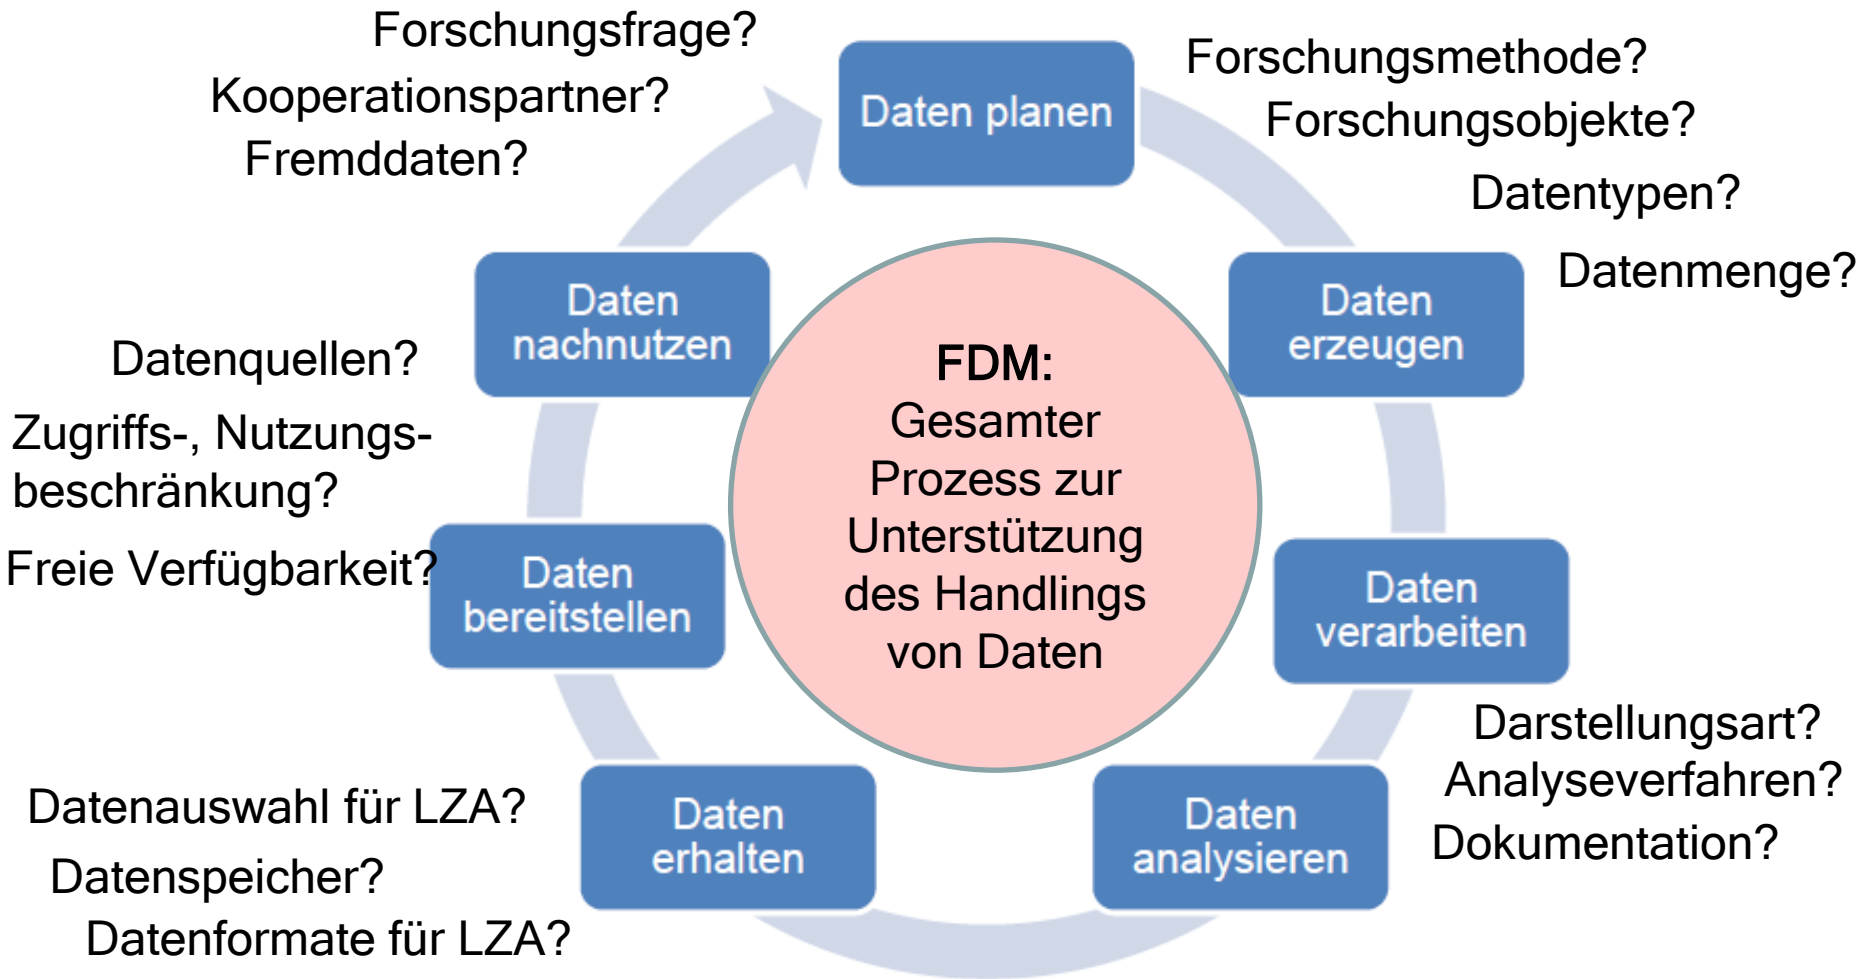 Forschungsfrage?
Kooperationspartner?
Fremddaten?
Daten planen
Forschungsmethode?
Forschungsobjekte?
Datentypen?
Datenmenge?
Daten
erzeugen
Daten
verarbeiten
Darstellungsart?
Analyseverfahren?
Dokumentation?
Daten
analysieren
Daten
erhalten
Datenauswahl für LZA?
Datenspeicher?
Datenformate für LZA?
Daten
bereitstellen
Datenquellen?
Zugriffs-, Nutzungs-
beschränkung?
Freie Verfügbarkeit?
Daten
nachnutzen
FDM:
Gesamter
Prozess zur
Unterstützung
des Handlings
von Daten